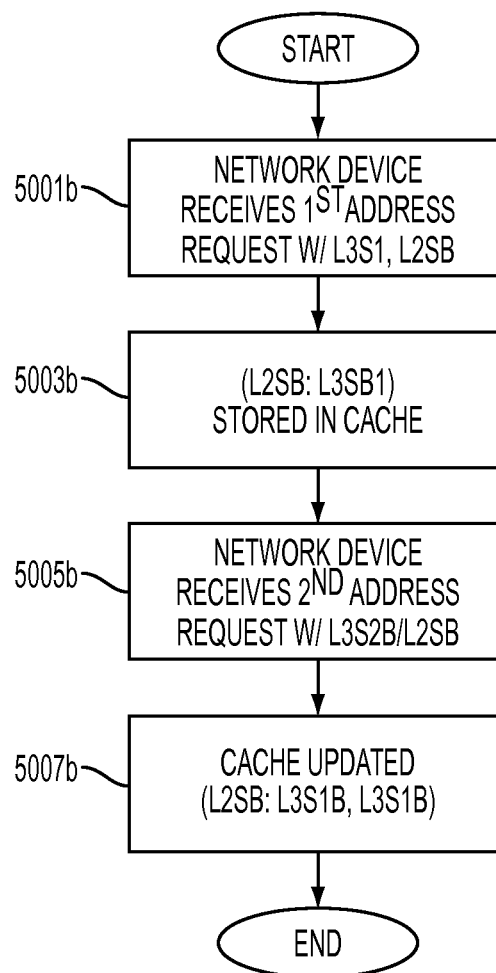 START
5001b
NETWORK DEVICE
RECEIVES 1ST ADDRESS
REQUEST W/ L3S1, L2SB
5003b
(L2SB: L3SB1)
STORED IN CACHE
5005b
NETWORK DEVICE
RECEIVES 2ND ADDRESS
REQUEST W/ L3S2B/L2SB
5007b
CACHE UPDATED
(L2SB: L3S1B, L3S1B)
END